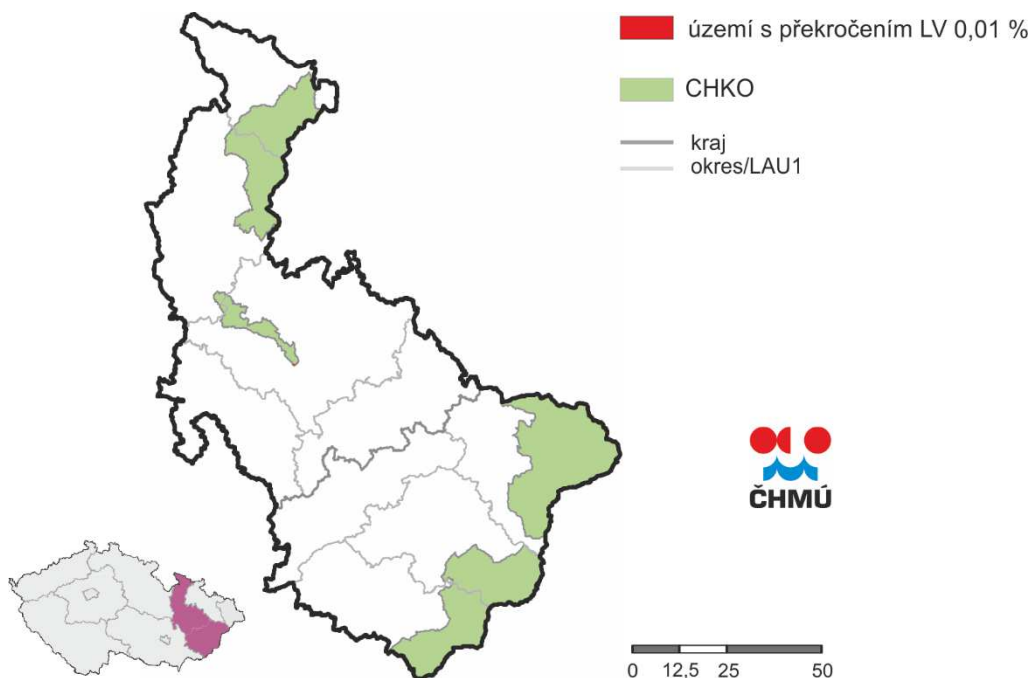 území s překročením LV 0,01 %
CHKO
kraj
okres/LAU1
ČHMÚ
0 12,5 25 50